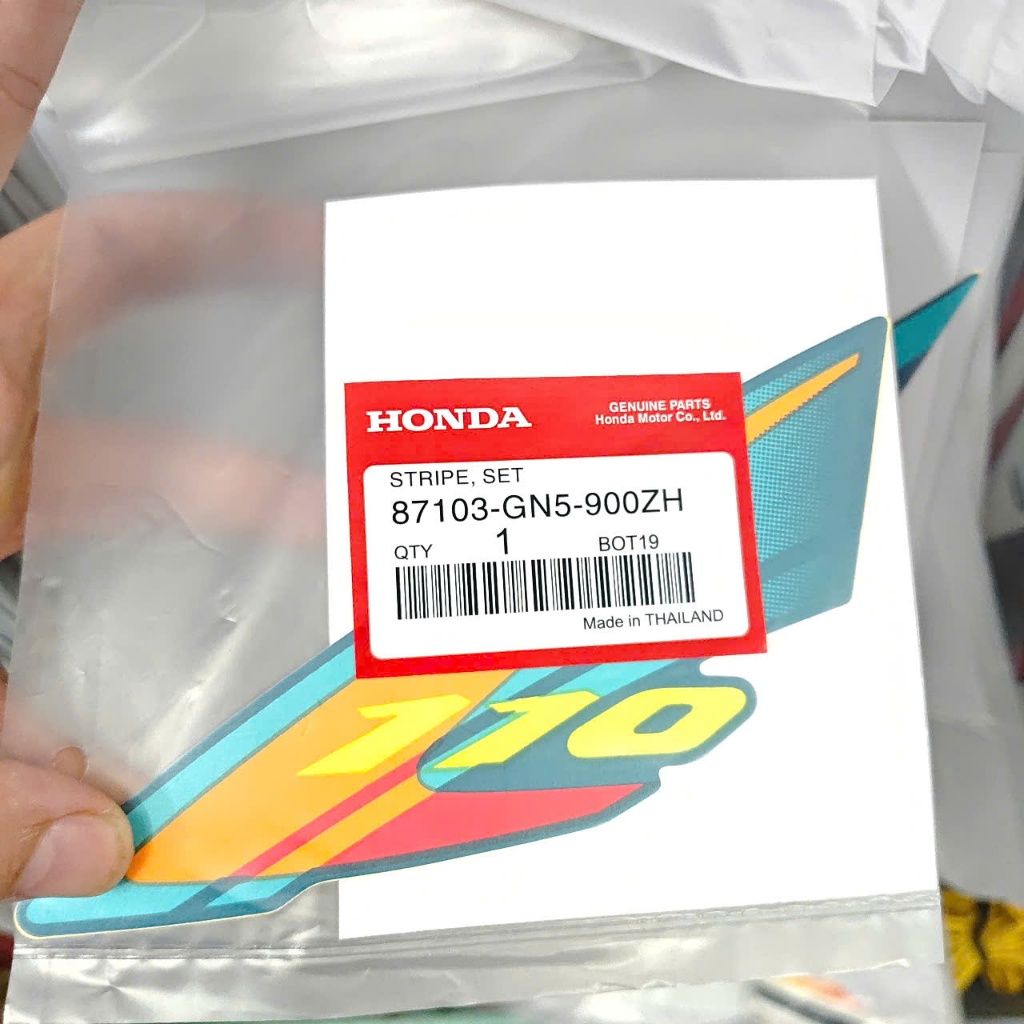 HONDA
GENUINE PARTS
Honda Motor Co., Ltd.
STRIPE, SET
87103-GN5-900ZH
QTY 1 BOT19
Made in THAILAND
110